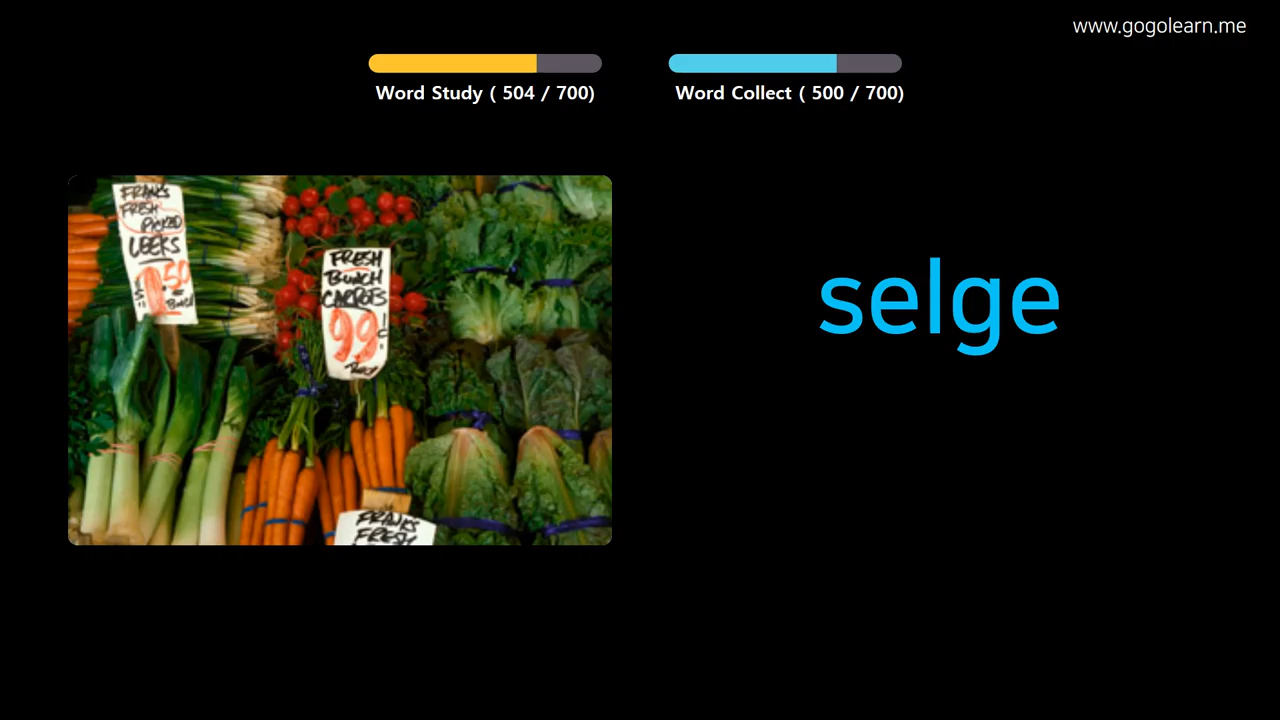 www.gogolearn.me
Word Study ( 504 / 700)
Word Collect ( 500 / 700)
FRANK'S
FRESH
PICKED
LEEKS
FRESH
BUNCH
CARROTS
99
FRANK'S
FRESH
selge